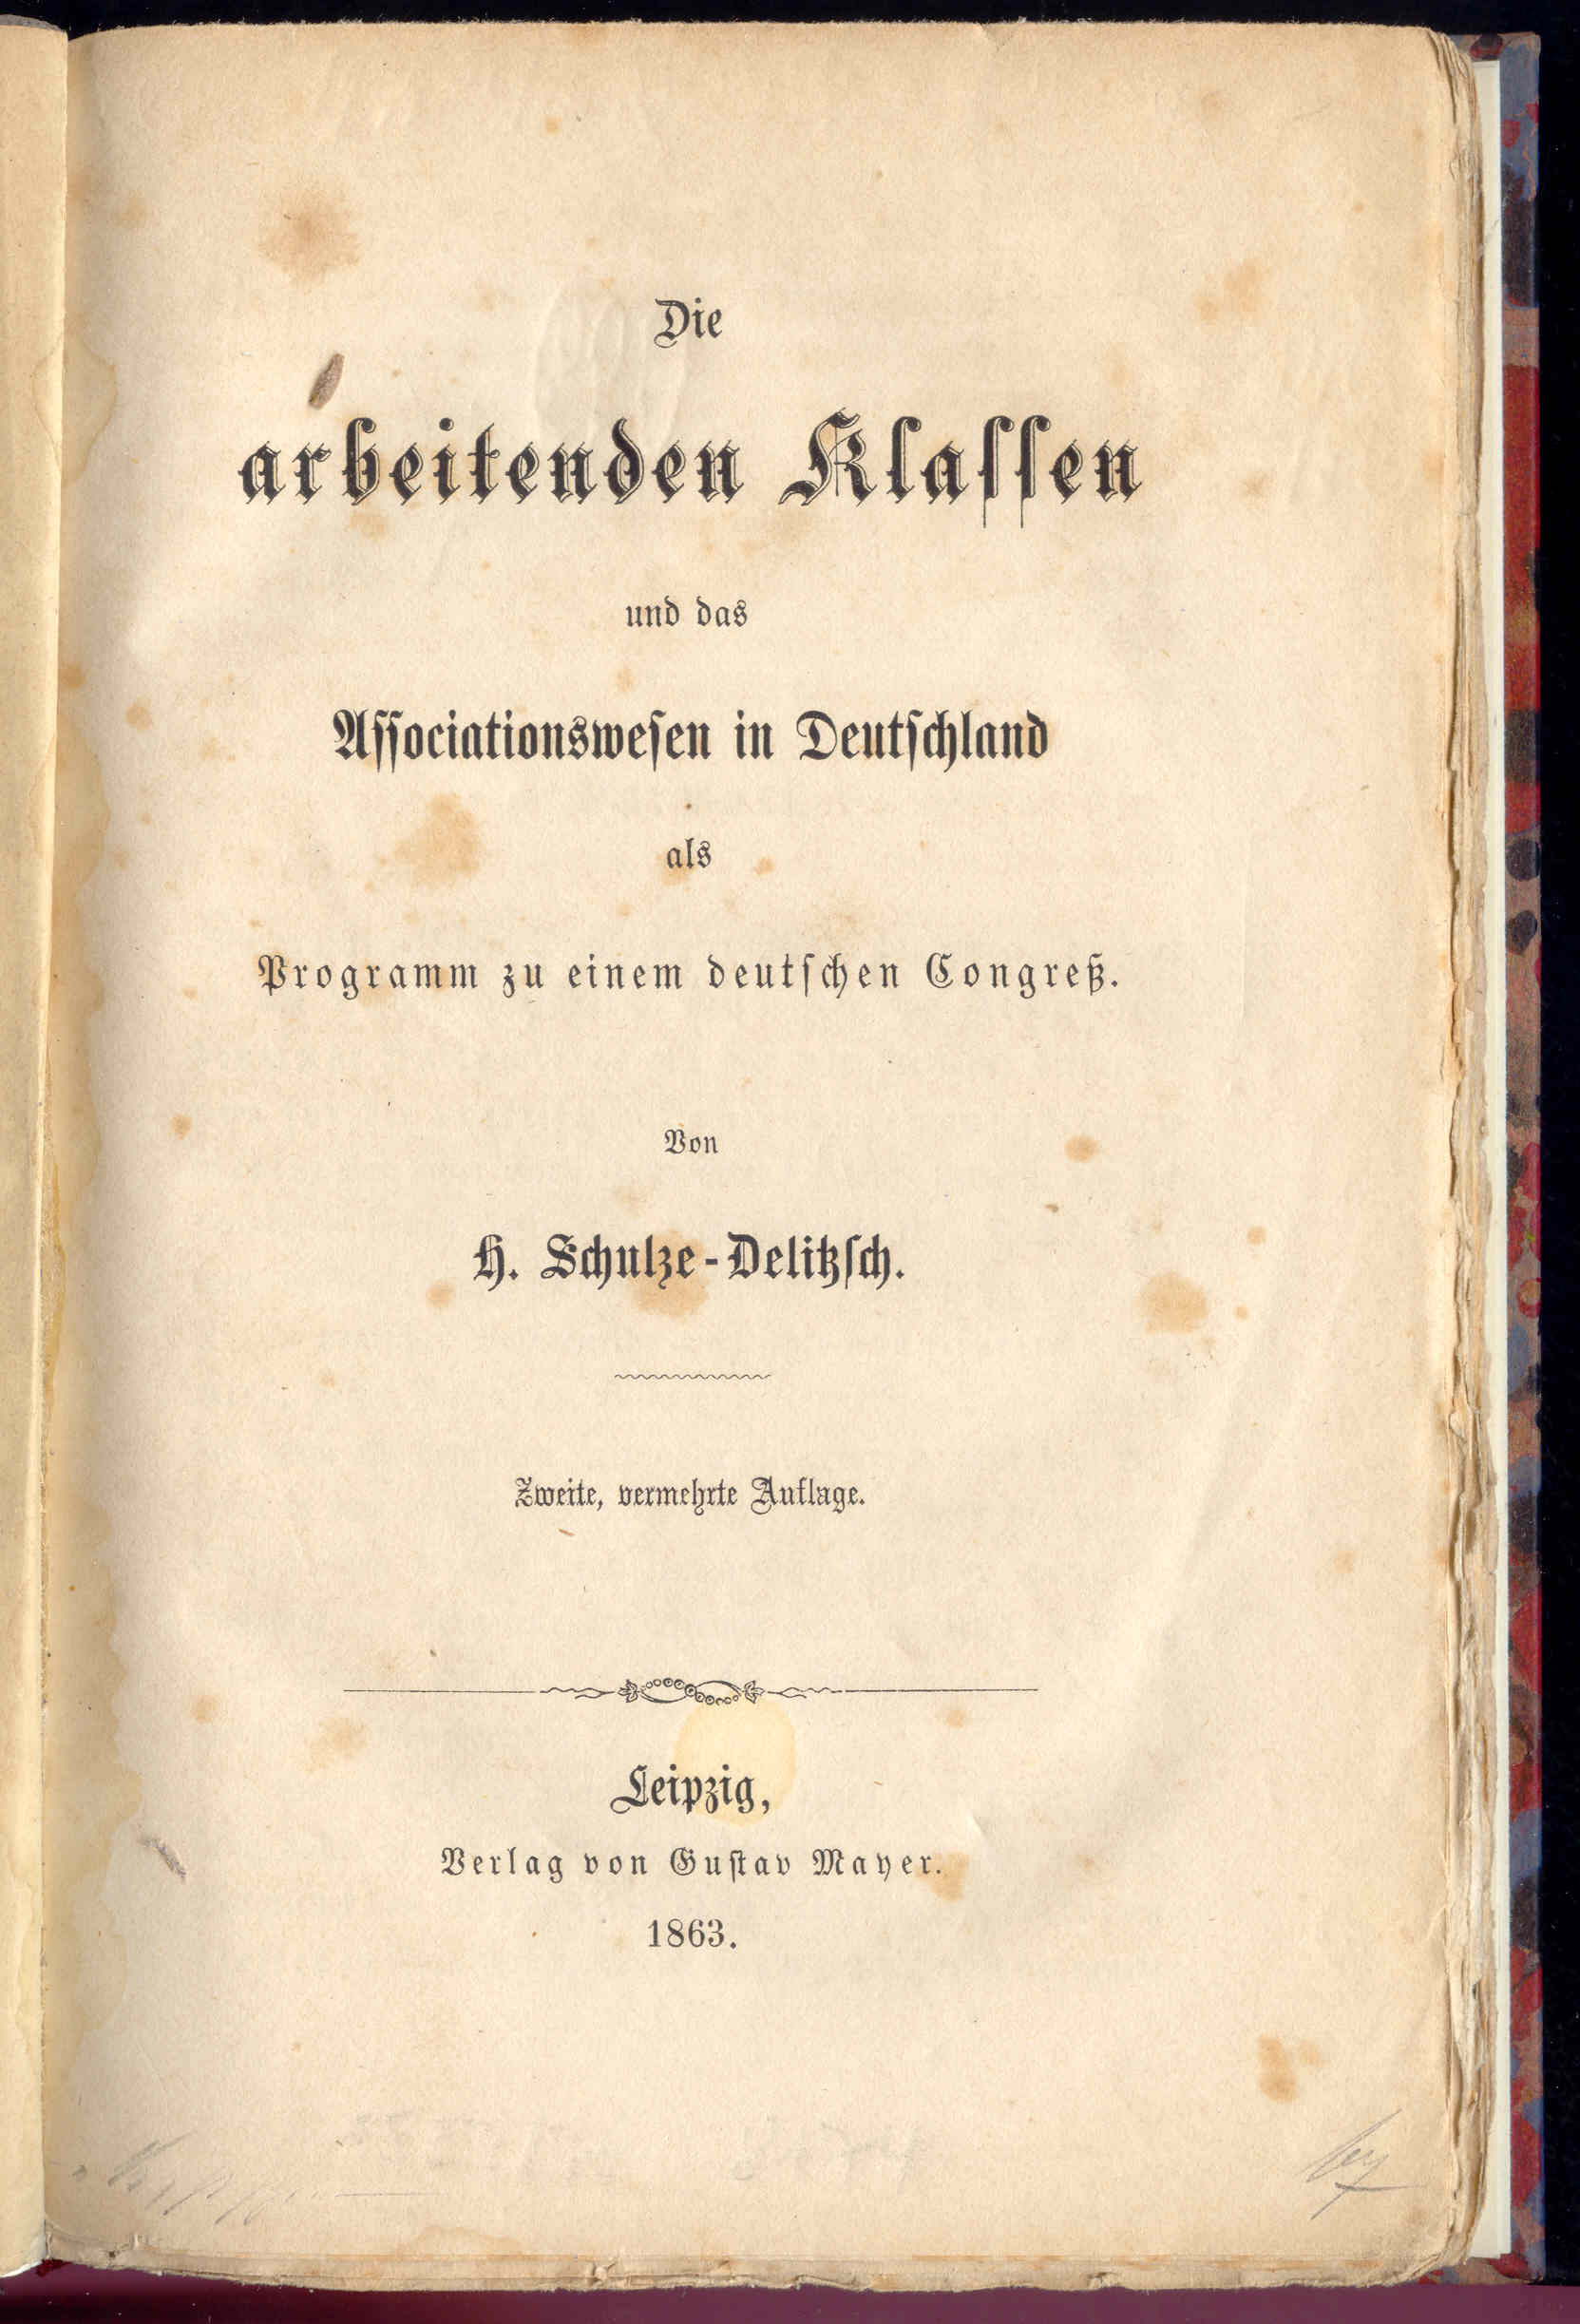 Die
arbeitenden Klassen
und das
Associationswesen in Deutschland
als
Programm zu einem deutschen Congreß.
Von
H. Schulze-Delitzsch.
Zweite, vermehrte Auflage.
Leipzig,
Verlag von Gustav Mayer.
1863.